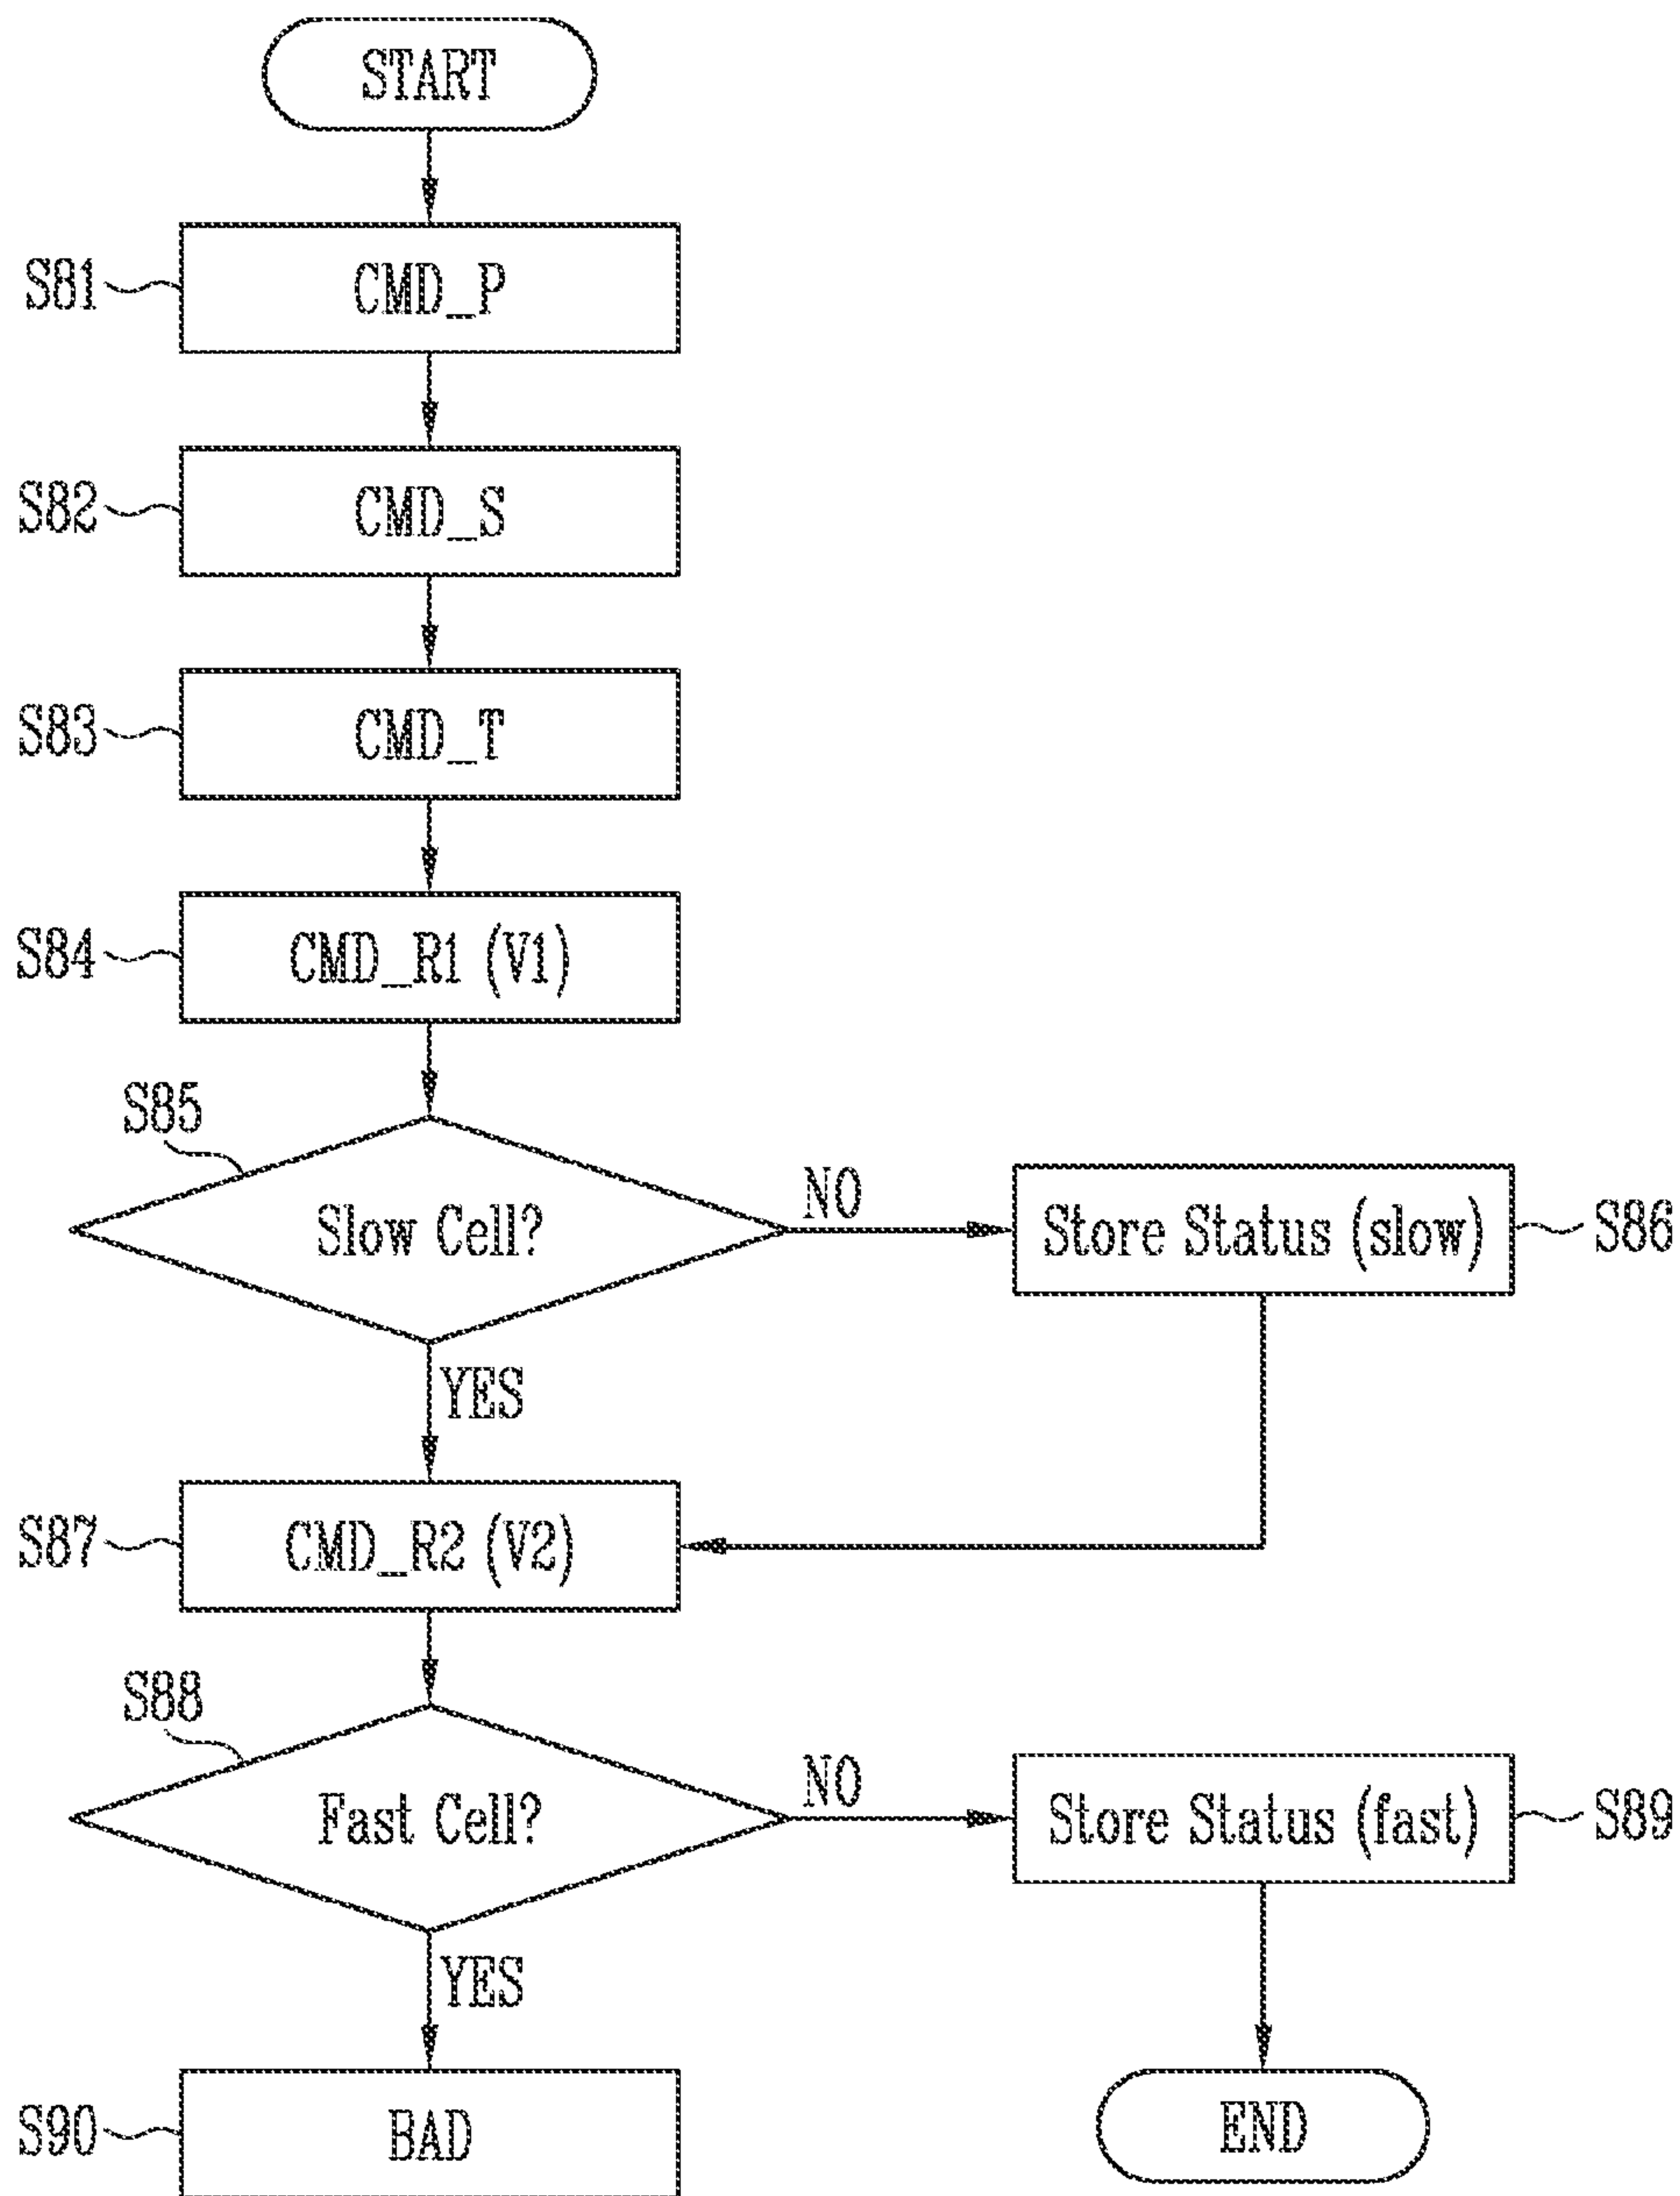 START
S81
CMD_P
S82
CMD_S
S83
CMD_T
S84
CMD_R1 (V1)
S85
Slow Cell?
NO
Store Status (slow)
S86
YES
S87
CMD_R2 (V2)
S88
Fast Cell?
NO
Store Status (fast)
S89
YES
S90
BAD
END